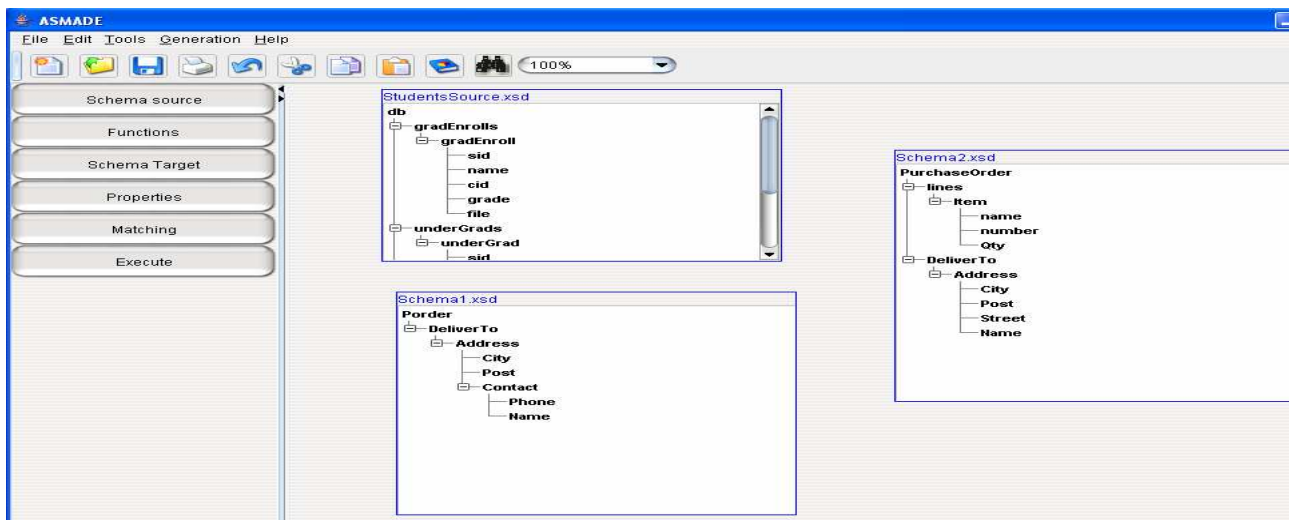 ASMADE
File Edit Tools Generation Help
100%
Schema source
Functions
Schema Target
Properties
Matching
Execute
StudentsSource.xsd
db
gradEnrolls
gradEnroll
sid
name
cid
grade
file
underGrads
underGrad
sid
Schema1.xsd
Porder
DeliverTo
Address
City
Post
Contact
Phone
Name
Schema2.xsd
PurchaseOrder
lines
Item
name
number
Qty
DeliverTo
Address
City
Post
Street
Name